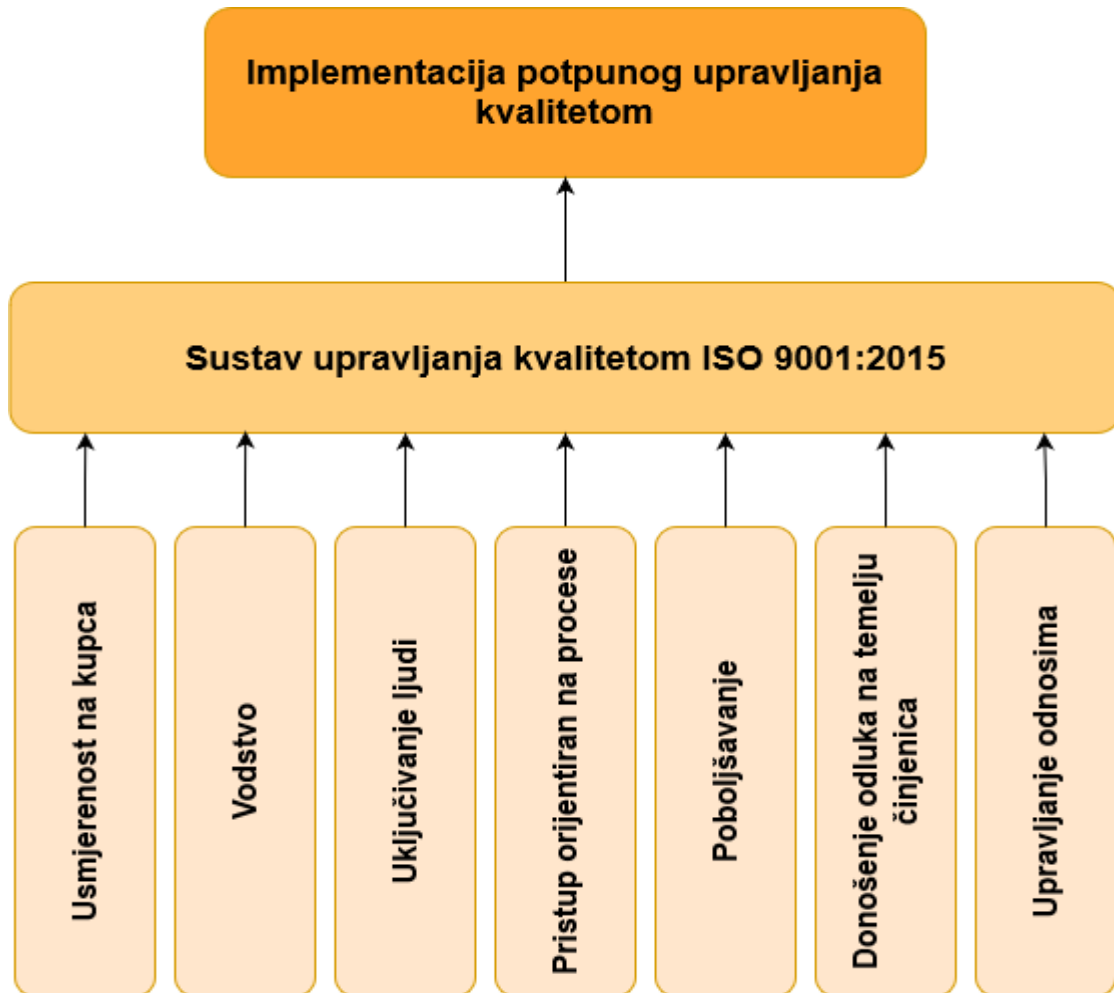 Implementacija potpunog upravljanja
kvalitetom
Sustav upravljanja kvalitetom ISO 9001:2015
Usmjerenost na kupca
Vodstvo
Uključivanje ljudi
Pristup orijentiran na procese
Poboljšavanje
Donošenje odluka na temelju
činjenica
Upravljanje odnosima